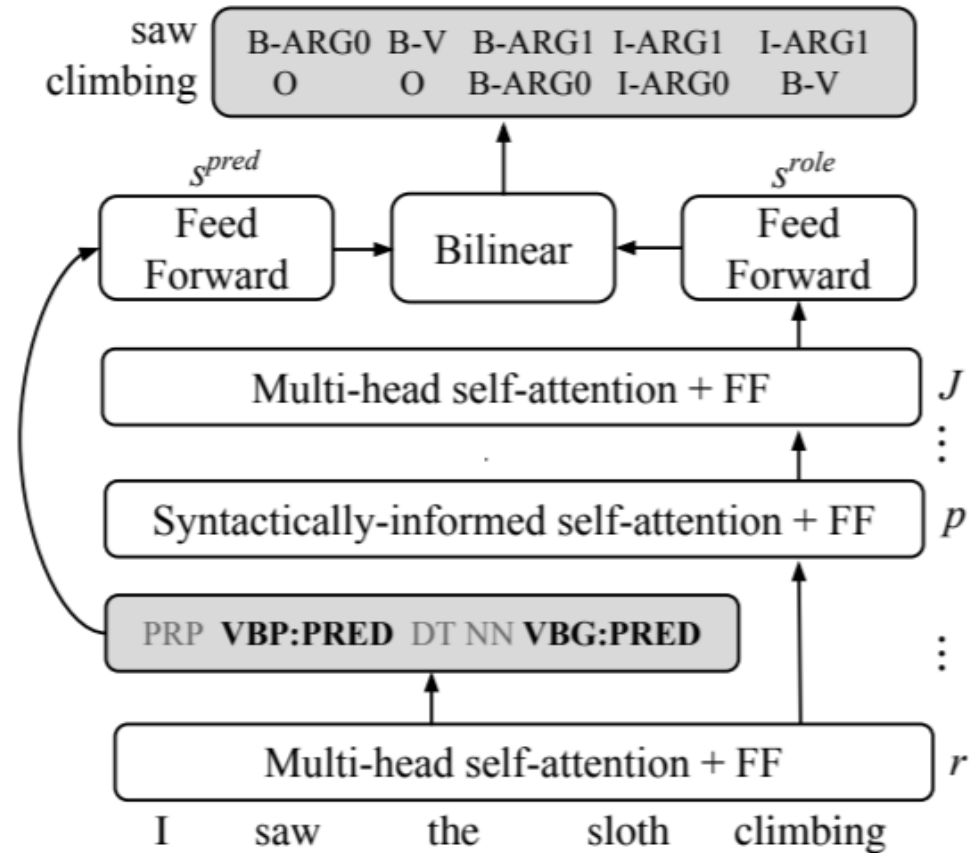 saw B-ARG0 B-V B-ARG1 I-ARG1 I-ARG1
climbing O O B-ARG0 I-ARG0 B-V
s^pred
s^role
Feed
Forward
Bilinear
Feed
Forward
Multi-head self-attention + FF J
⋮
Syntactically-informed self-attention + FF p
PRP VBP:PRED DT NN VBG:PRED
⋮
Multi-head self-attention + FF r
I saw the sloth climbing